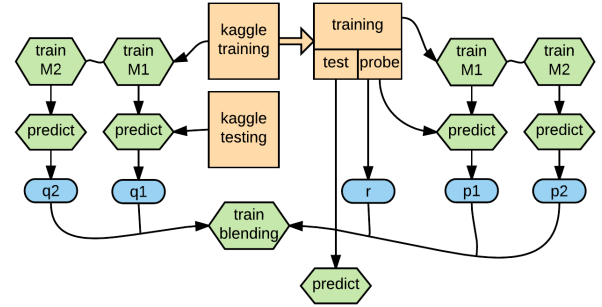 train
M2
train
M1
kaggle
training
training
test
probe
train
M1
train
M2
predict
predict
kaggle
testing
predict
predict
q2
q1
r
p1
p2
train
blending
predict